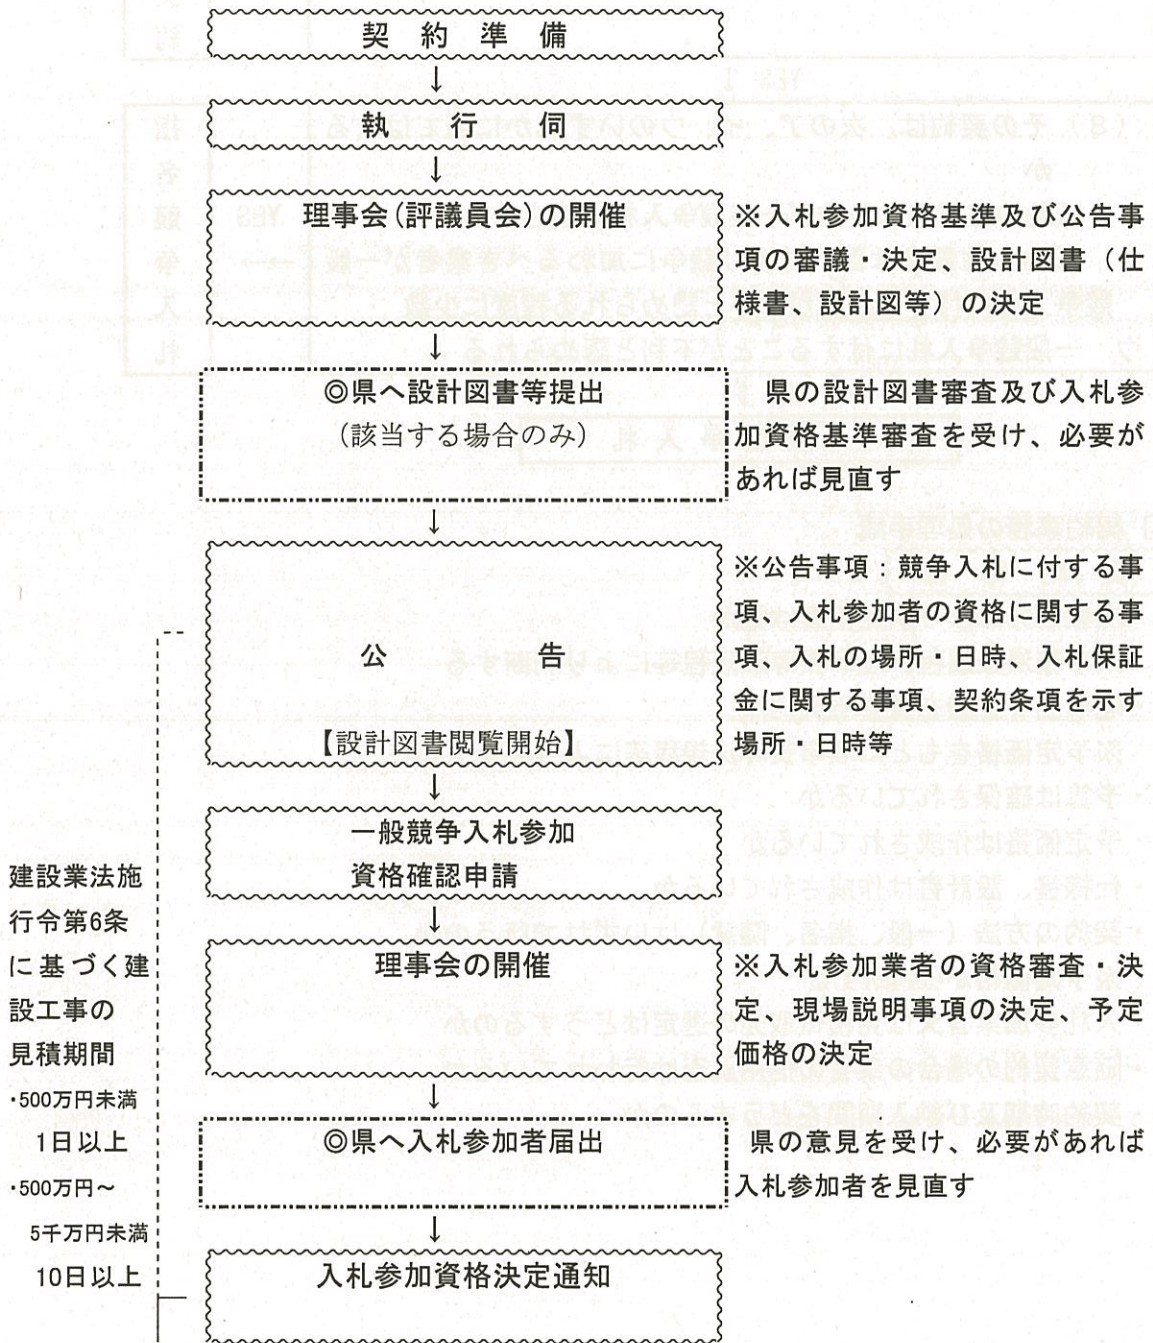 契約準備
↓
執行伺
↓
理事会(評議員会)の開催
※入札参加資格基準及び公告事
項の審議・決定、設計図書（仕
様書、設計図等）の決定
↓
◎県へ設計図書等提出
(該当する場合のみ)
県の設計図書審査及び入札参
加資格基準審査を受け、必要が
あれば見直す
↓
公告
【設計図書閲覧開始】
※公告事項：競争入札に付する事
項、入札参加者の資格に関する事
項、入札の場所・日時、入札保証
金に関する事項、契約条項を示す
場所・日時等
↓
一般競争入札参加
資格確認申請
↓
理事会の開催
※入札参加業者の資格審査・決
定、現場説明事項の決定、予定
価格の決定
↓
◎県へ入札参加者届出
県の意見を受け、必要があれば
入札参加者を見直す
↓
入札参加資格決定通知
建設業法施
行令第6条
に基づく建
設工事の
見積期間
・500万円未満
1日以上
・500万円～
5千万円未満
10日以上